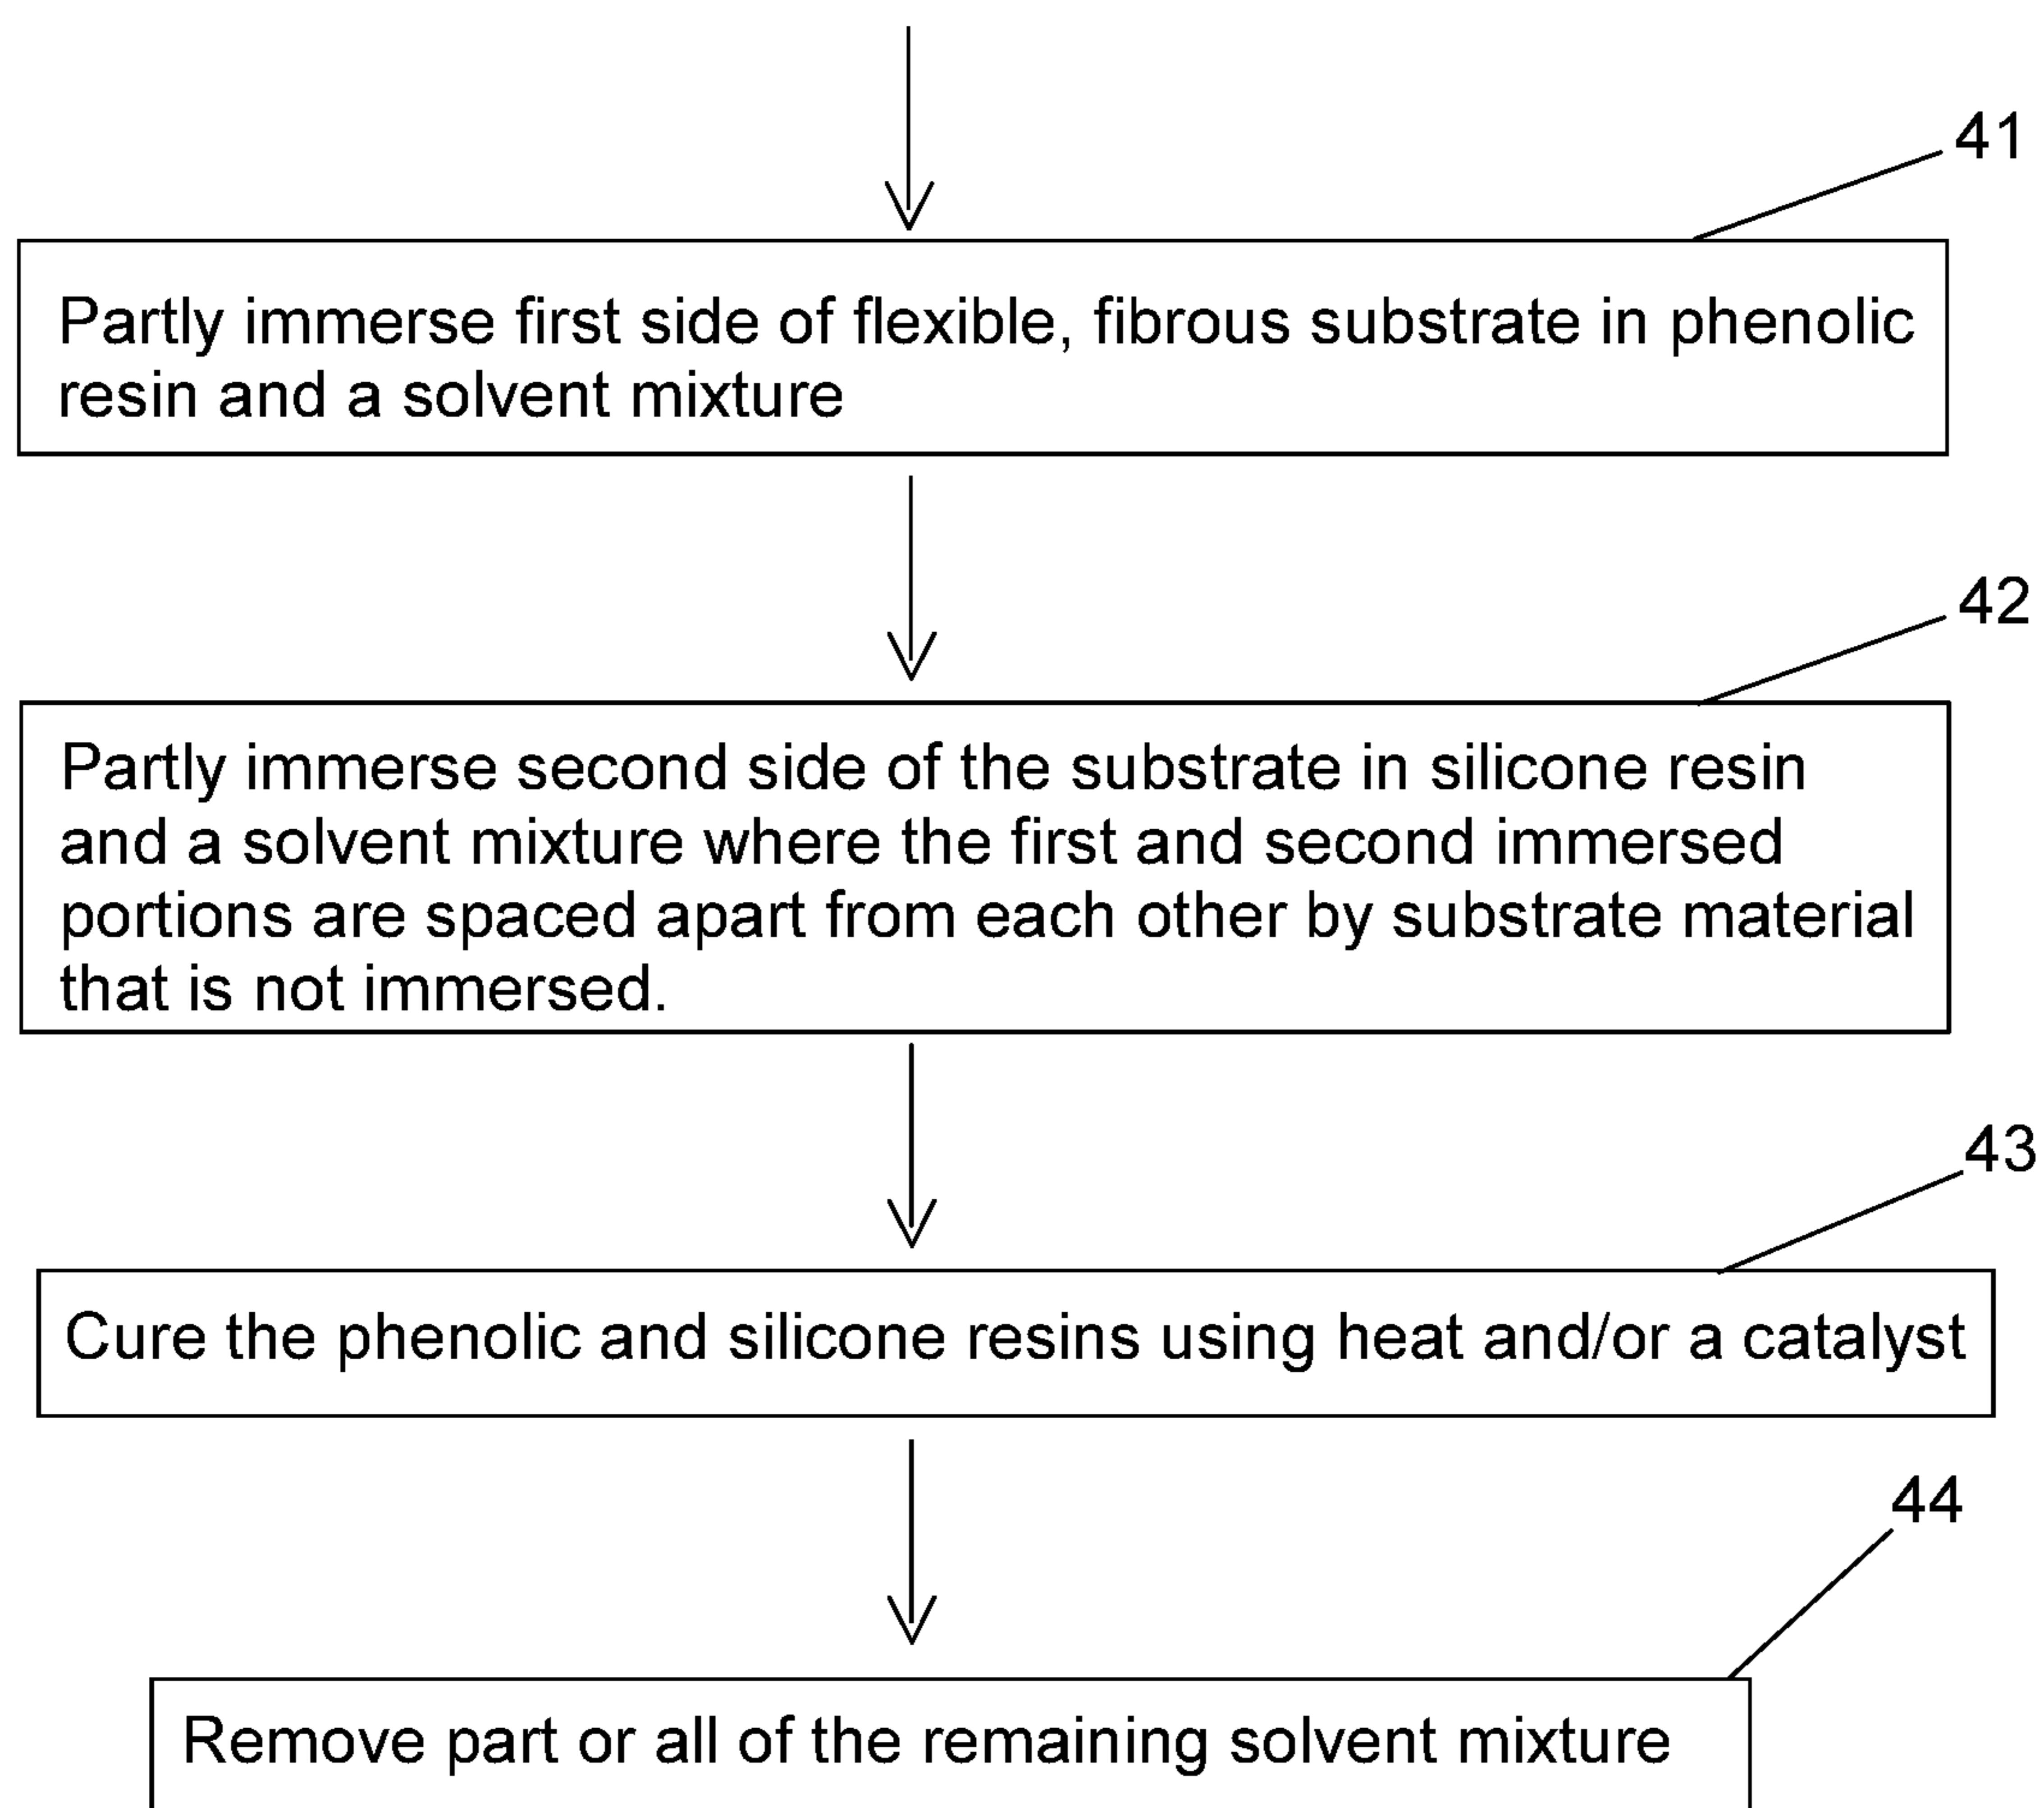 41
Partly immerse first side of flexible, fibrous substrate in phenolic
resin and a solvent mixture
42
Partly immerse second side of the substrate in silicone resin
and a solvent mixture where the first and second immersed
portions are spaced apart from each other by substrate material
that is not immersed.
43
Cure the phenolic and silicone resins using heat and/or a catalyst
44
Remove part or all of the remaining solvent mixture